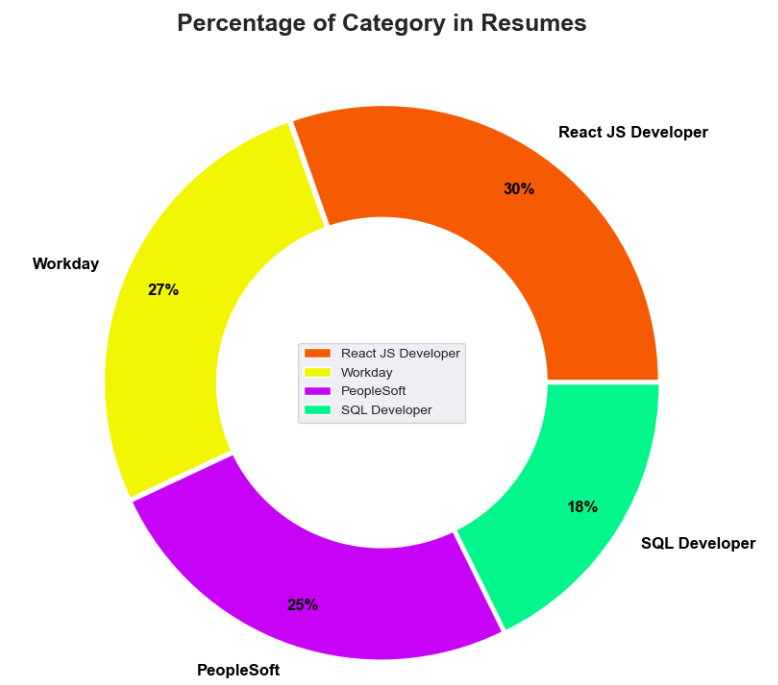 Percentage of Category in Resumes
React JS Developer
30%
Workday
27%
React JS Developer
Workday
PeopleSoft
SQL Developer
18%
SQL Developer
25%
PeopleSoft